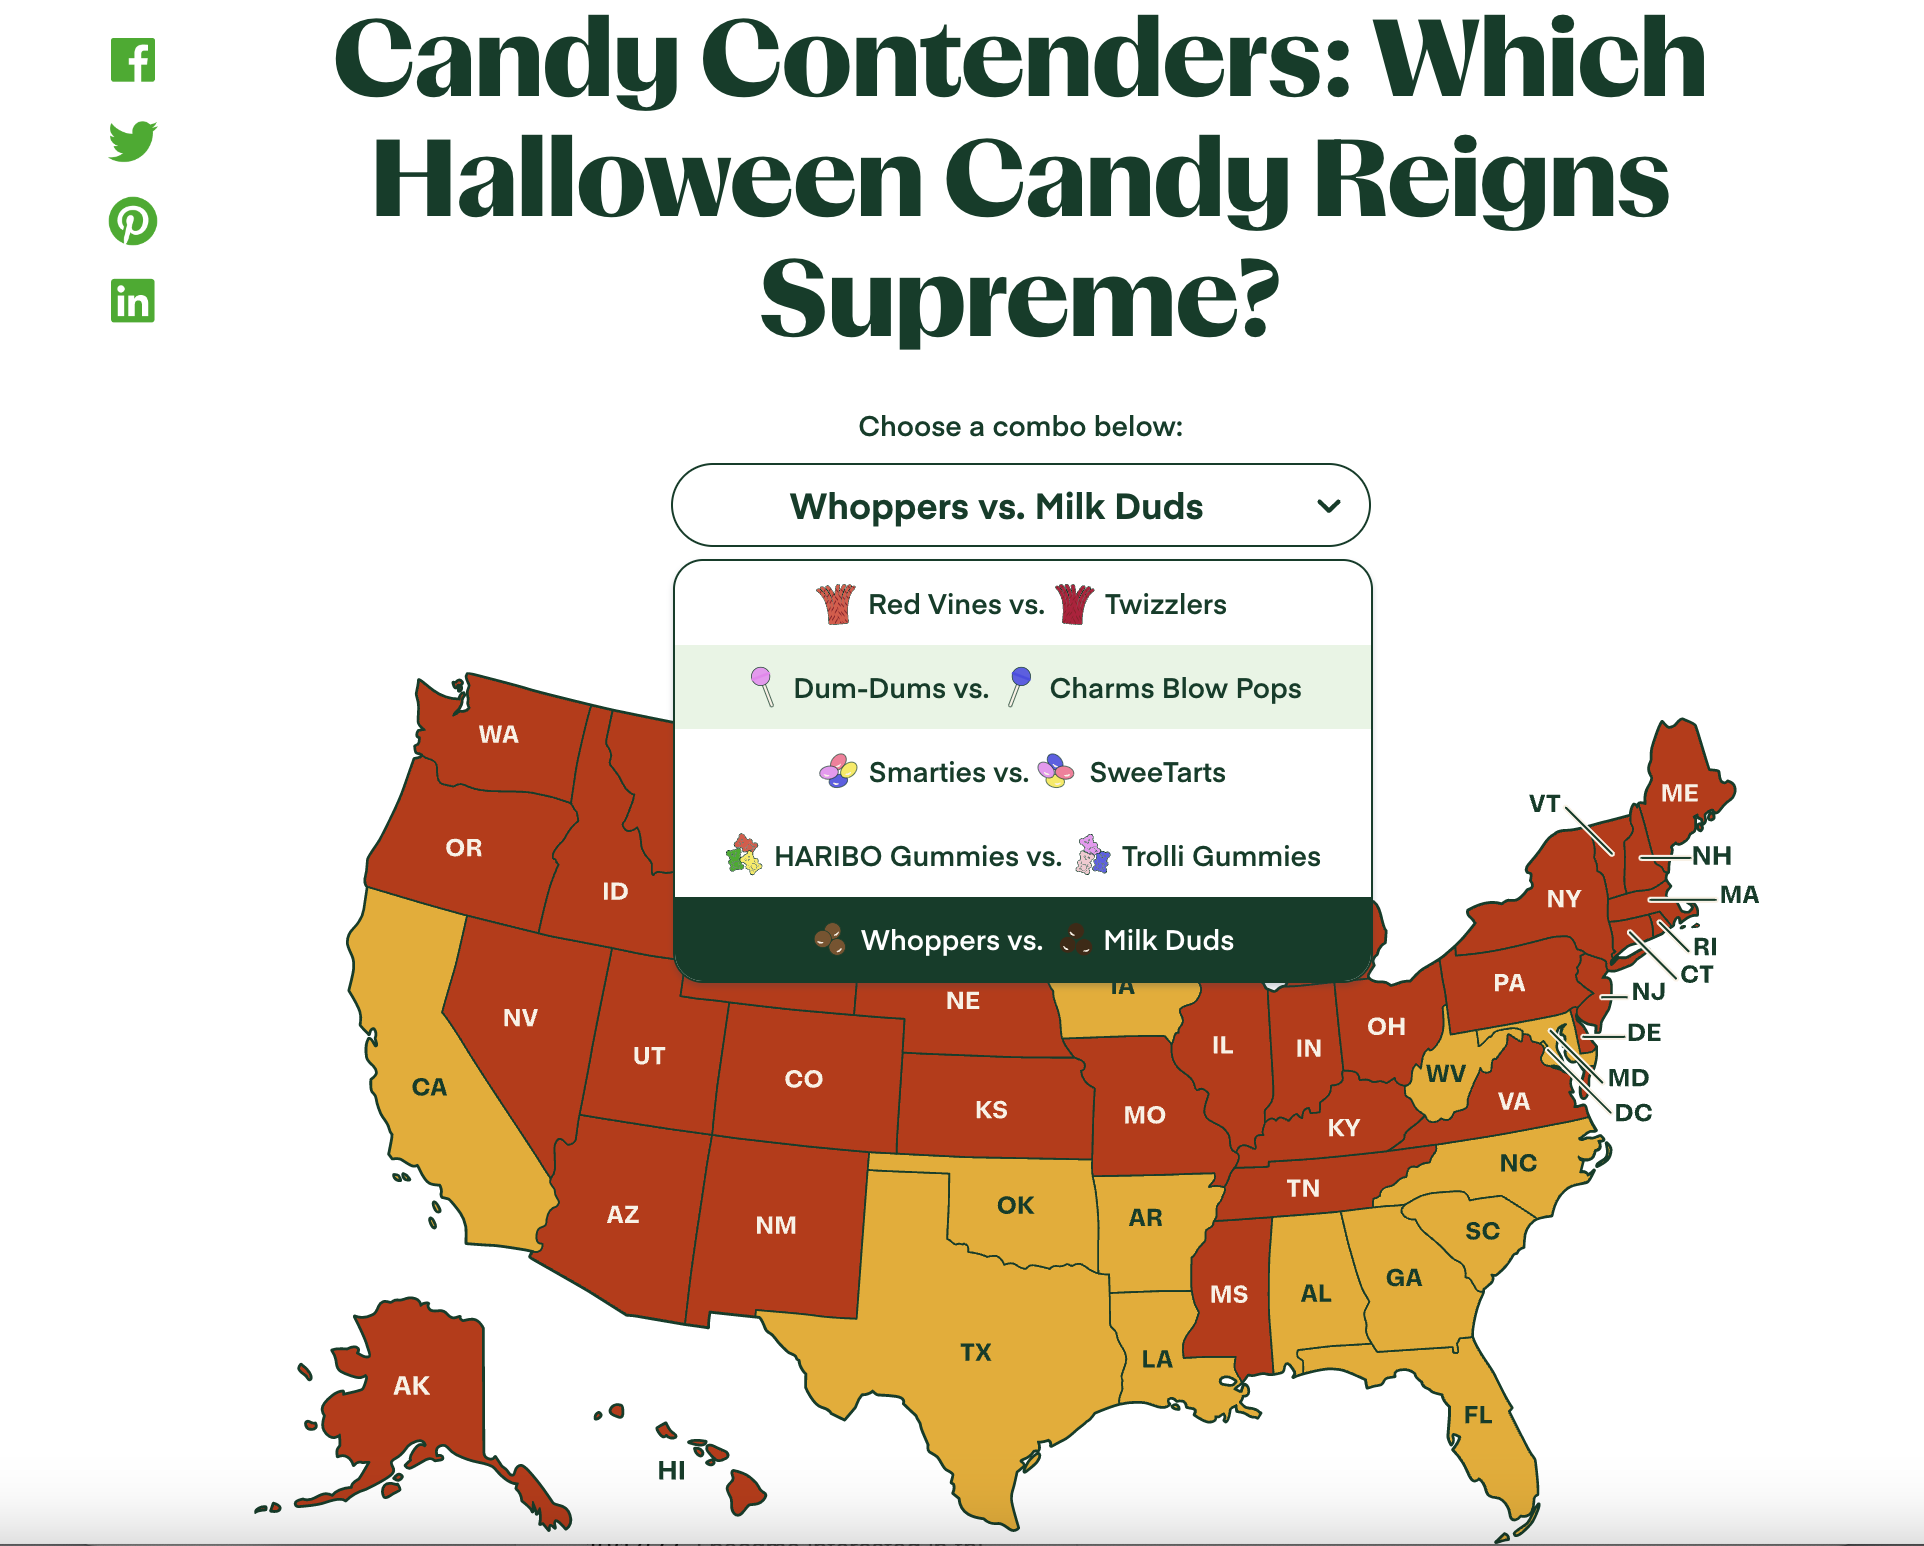 Candy Contenders: Which
Halloween Candy Reigns
Supreme?
Choose a combo below:
Whoppers vs. Milk Duds
Red Vines vs. Twizzlers
Dum-Dums vs. Charms Blow Pops
Smarties vs. SweeTarts
HARIBO Gummies vs. Trolli Gummies
Whoppers vs. Milk Duds
WA
OR
ID
VT
ME
NH
NY
MA
RI
CT
PA
NJ
NE
IA
NV
UT
CO
IL
IN
OH
DE
CA
KS
MO
WV
MD
VA
DC
KY
NC
TN
AZ
NM
OK
AR
SC
MS
AL
GA
TX
LA
AK
FL
HI